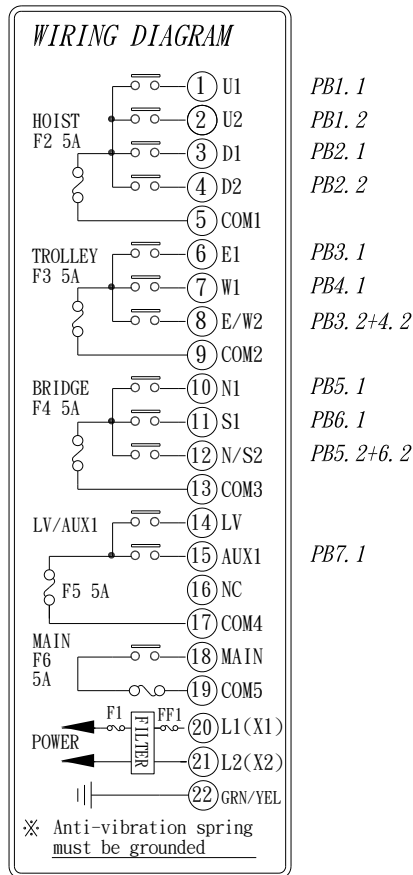 WIRING DIAGRAM
1 U1 PB1.1
HOIST 2 U2 PB1.2
F2 5A 3 D1 PB2.1
4 D2 PB2.2
5 COM1
TROLLEY 6 E1 PB3.1
F3 5A 7 W1 PB4.1
8 E/W2 PB3.2+4.2
9 COM2
BRIDGE 10 N1 PB5.1
F4 5A 11 S1 PB6.1
12 N/S2 PB5.2+6.2
13 COM3
LV/AUX1 14 LV
15 AUX1 PB7.1
F5 5A 16 NC
17 COM4
MAIN
F6 18 MAIN
5A 19 COM5
F1 FILTER FF1 20 L1(X1)
POWER 21 L2(X2)
22 GRN/YEL
※ Anti-vibration spring
must be grounded